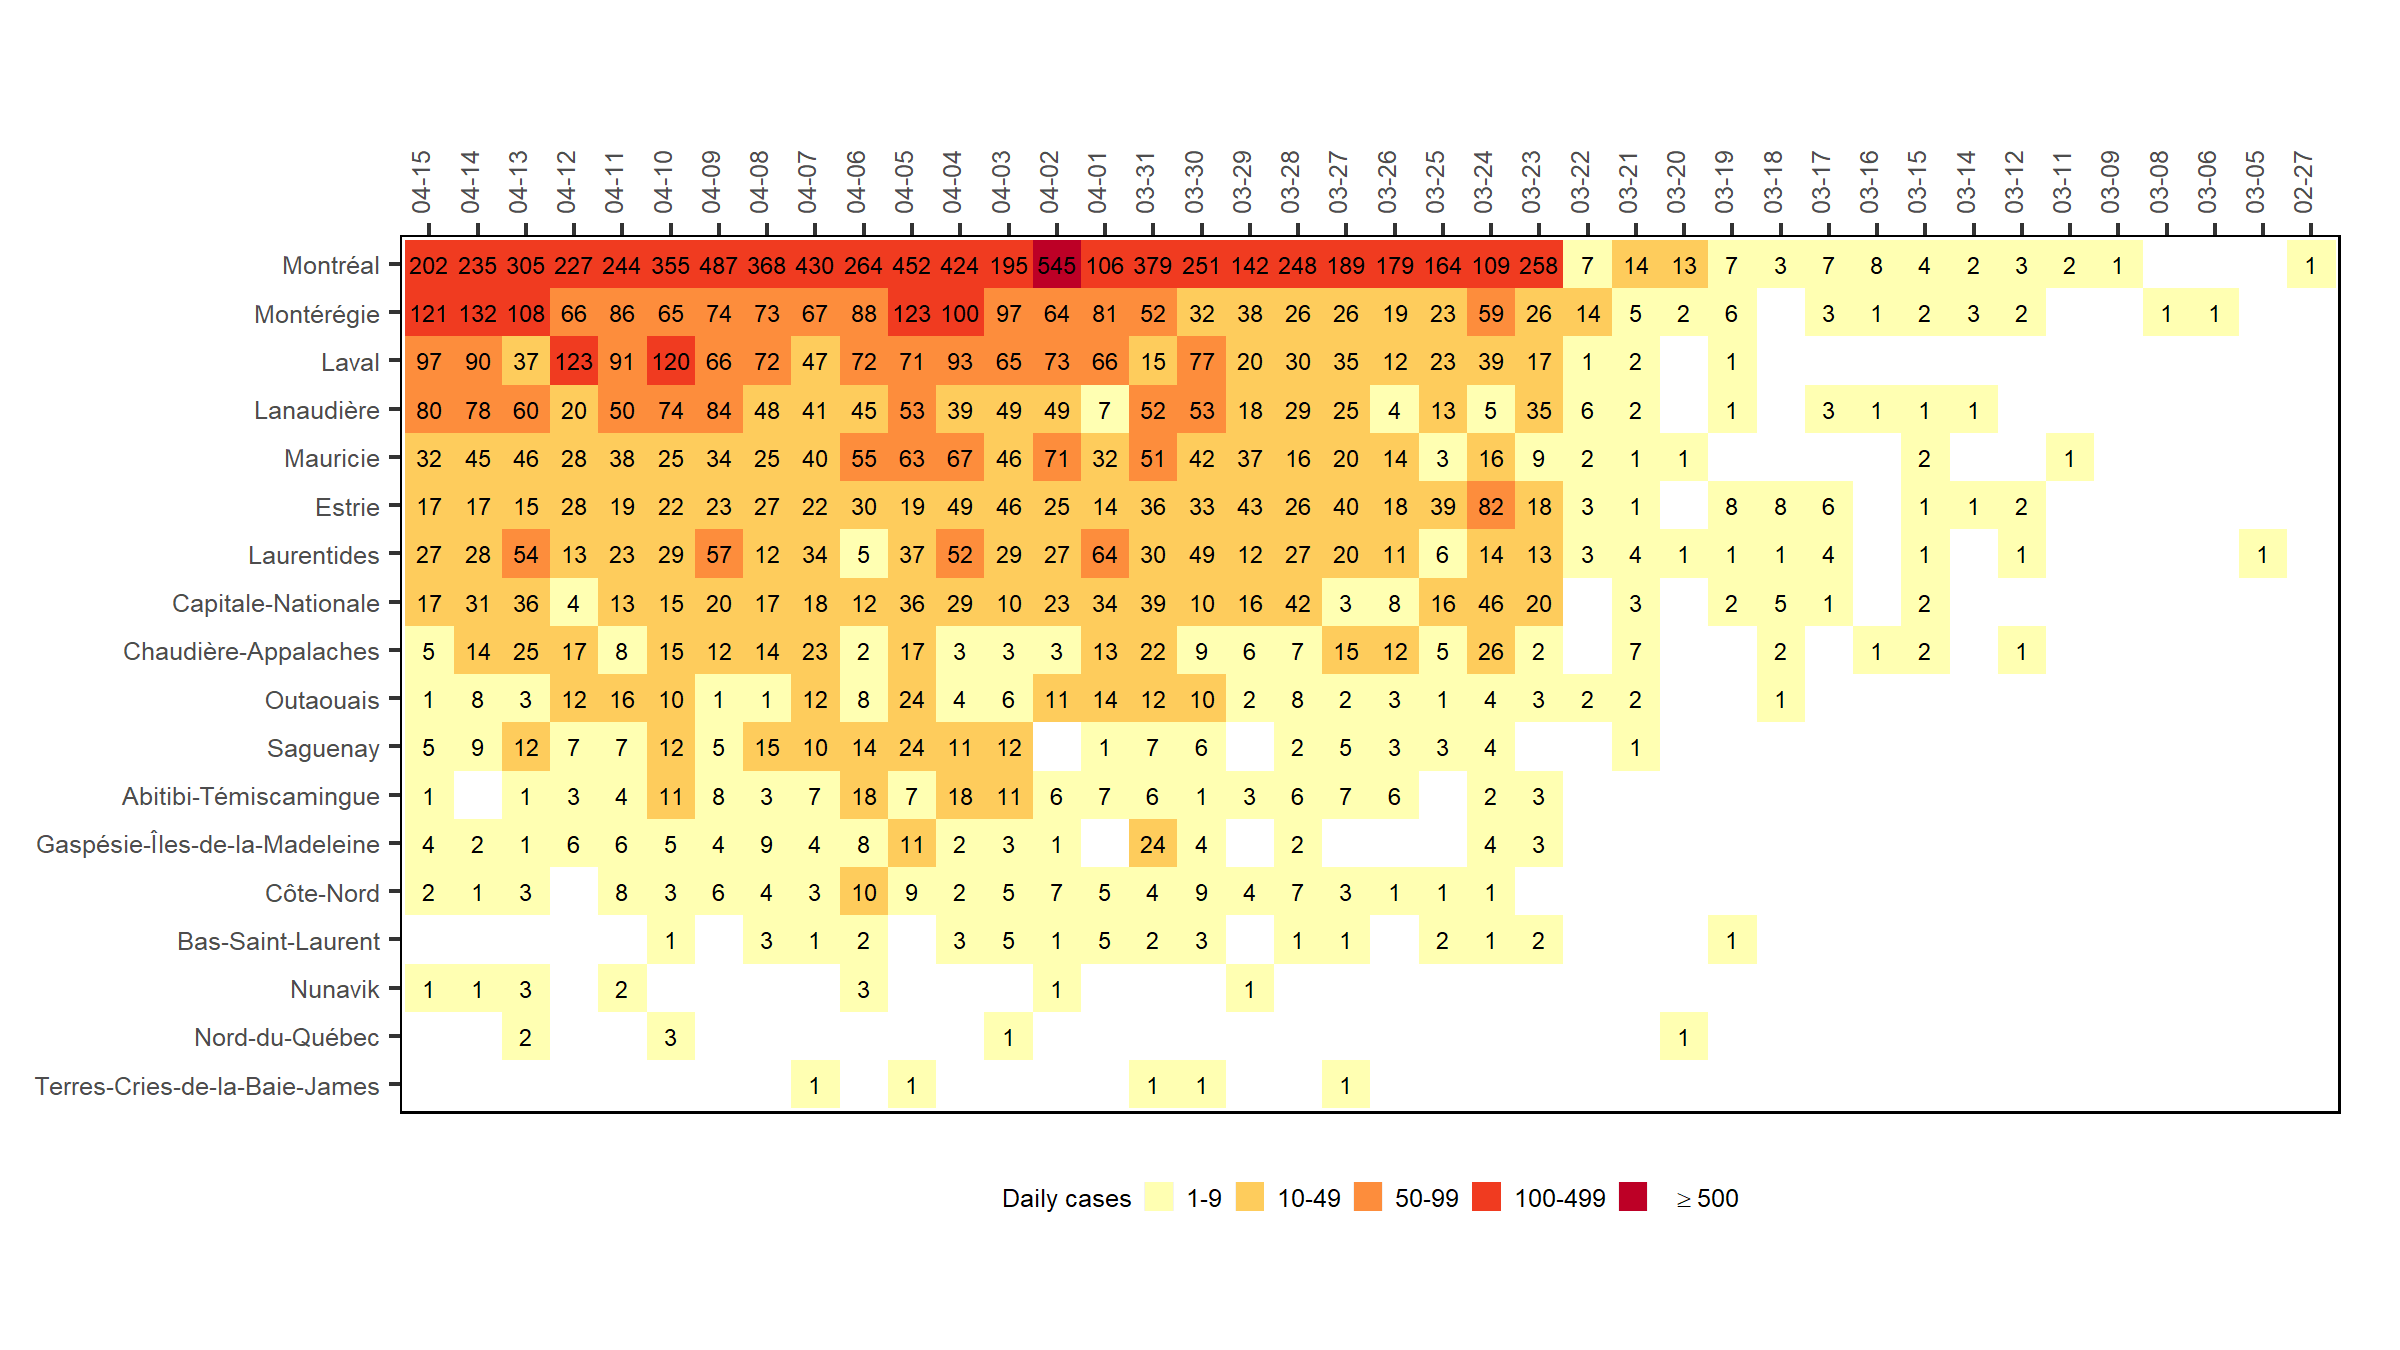 04-15 04-14 04-13 04-12 04-11 04-10 04-09 04-08 04-07 04-06 04-05 04-04 04-03 04-02 04-01 03-31 03-30 03-29 03-28 03-27 03-26 03-25 03-24 03-23 03-22 03-21 03-20 03-19 03-18 03-17 03-16 03-15 03-14 03-12 03-11 03-09 03-08 03-06 03-05 02-27
Montréal 202 235 305 227 244 355 487 368 430 264 452 424 195 545 106 379 251 142 248 189 179 164 109 258 7 14 13 7 3 7 8 4 2 3 2 1 1
Montérégie 121 132 108 66 86 65 74 73 67 88 123 100 97 64 81 52 32 38 26 26 19 23 59 26 14 5 2 6 3 1 2 3 2 1 1
Laval 97 90 37 123 91 120 66 72 47 72 71 93 65 73 66 15 77 20 30 35 12 23 39 17 1 2 1
Lanaudière 80 78 60 20 50 74 84 48 41 45 53 39 49 49 7 52 53 18 29 25 4 13 5 35 6 2 1 3 1 1 1
Mauricie 32 45 46 28 38 25 34 25 40 55 63 67 46 71 32 51 42 37 16 20 14 3 16 9 2 1 1 2 1
Estrie 17 17 15 28 19 22 23 27 22 30 19 49 46 25 14 36 33 43 26 40 18 39 82 18 3 1 8 8 6 1 1 2
Laurentides 27 28 54 13 23 29 57 12 34 5 37 52 29 27 64 30 49 12 27 20 11 6 14 13 3 4 1 1 1 4 1 1 1
Capitale-Nationale 17 31 36 4 13 15 20 17 18 12 36 29 10 23 34 39 10 16 42 3 8 16 46 20 3 2 5 1 2
Chaudière-Appalaches 5 14 25 17 8 15 12 14 23 2 17 3 3 3 13 22 9 6 7 15 12 5 26 2 7 2 1 2 1
Outaouais 1 8 3 12 16 10 1 1 12 8 24 4 6 11 14 12 10 2 8 2 3 1 4 3 2 2 1
Saguenay 5 9 12 7 7 12 5 15 10 14 24 11 12 1 7 6 2 5 3 3 4 1
Abitibi-Témiscamingue 1 1 3 4 11 8 3 7 18 7 18 11 6 7 6 1 3 6 7 6 2 3
Gaspésie-Îles-de-la-Madeleine 4 2 1 6 6 5 4 9 4 8 11 2 3 1 24 4 2 4 3
Côte-Nord 2 1 3 8 3 6 4 3 10 9 2 5 7 5 4 9 4 7 3 1 1 1
Bas-Saint-Laurent 1 3 1 2 3 5 1 5 2 3 1 1 2 1 2 1
Nunavik 1 1 3 2 3 1 1
Nord-du-Québec 2 3 1 1
Terres-Cries-de-la-Baie-James 1 1 1 1 1
Daily cases 1-9 10-49 50-99 100-499 ≥ 500